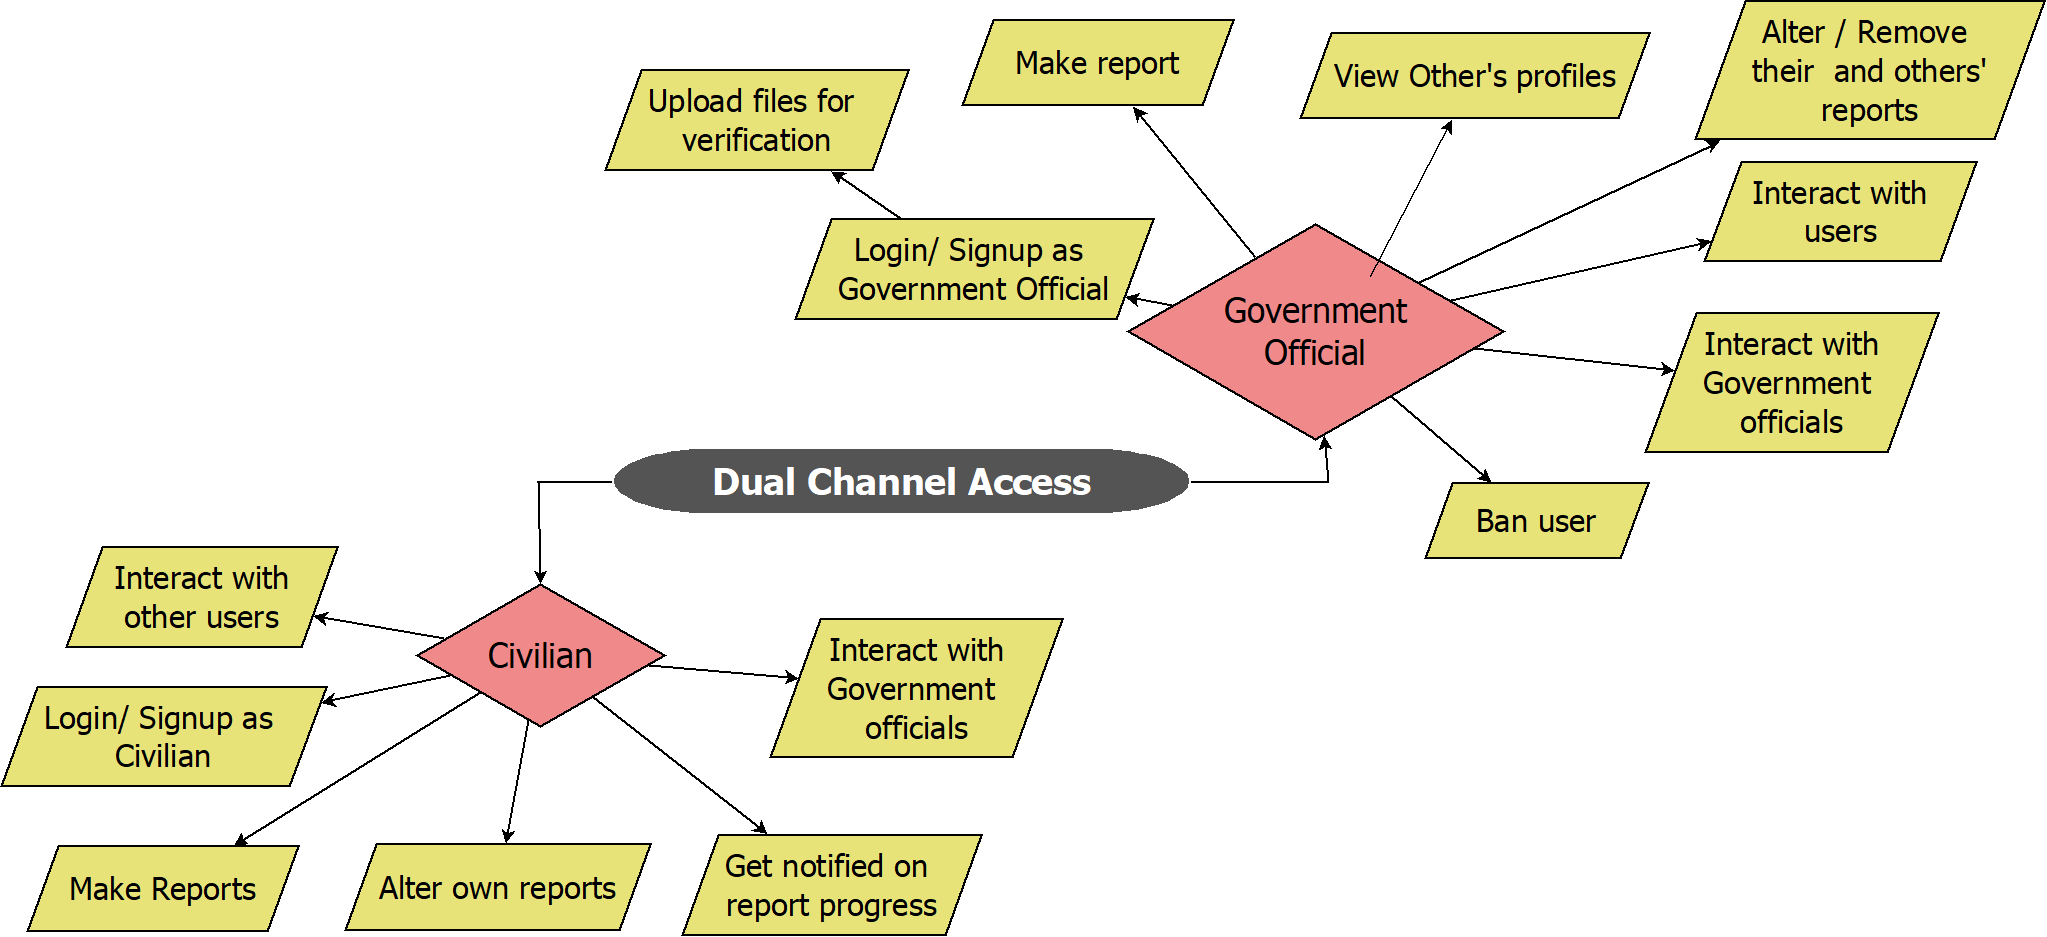 Alter / Remove
their and others'
reports
Make report
View Other's profiles
Upload files for
verification
Interact with
users
Login/ Signup as
Government Official
Government
Official
Interact with
Government
officials
Dual Channel Access
Ban user
Interact with
other users
Civilian
Interact with
Government
officials
Login/ Signup as
Civilian
Make Reports
Alter own reports
Get notified on
report progress